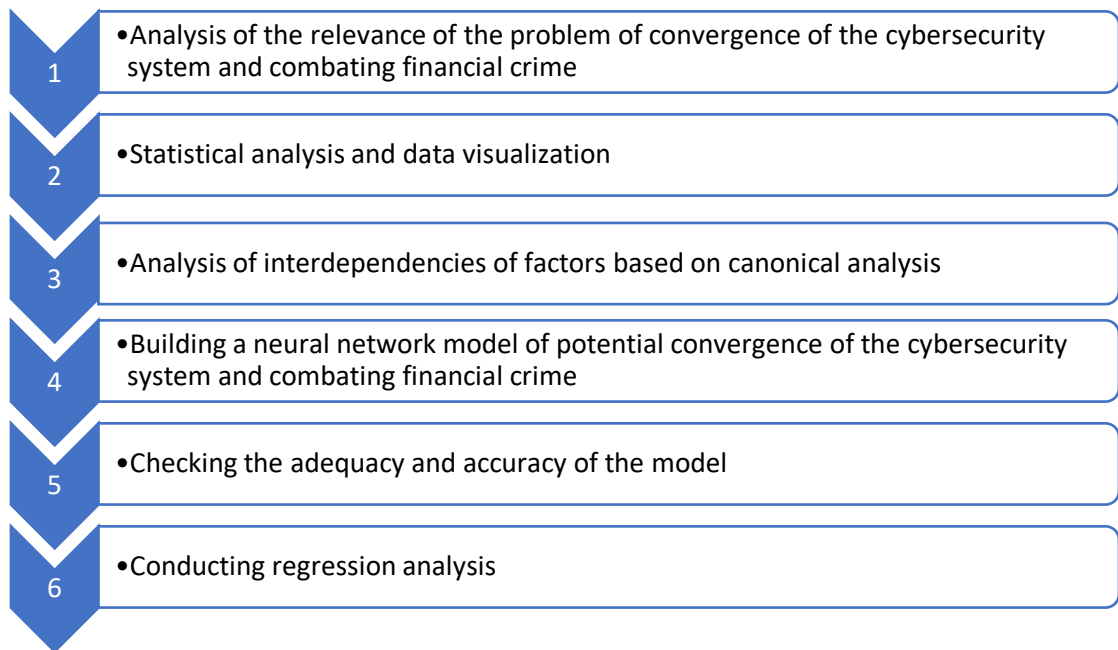 •Analysis of the relevance of the problem of convergence of the cybersecurity
system and combating financial crime
1
•Statistical analysis and data visualization
2
•Analysis of interdependencies of factors based on canonical analysis
3
•Building a neural network model of potential convergence of the cybersecurity
system and combating financial crime
4
•Checking the adequacy and accuracy of the model
5
•Conducting regression analysis
6